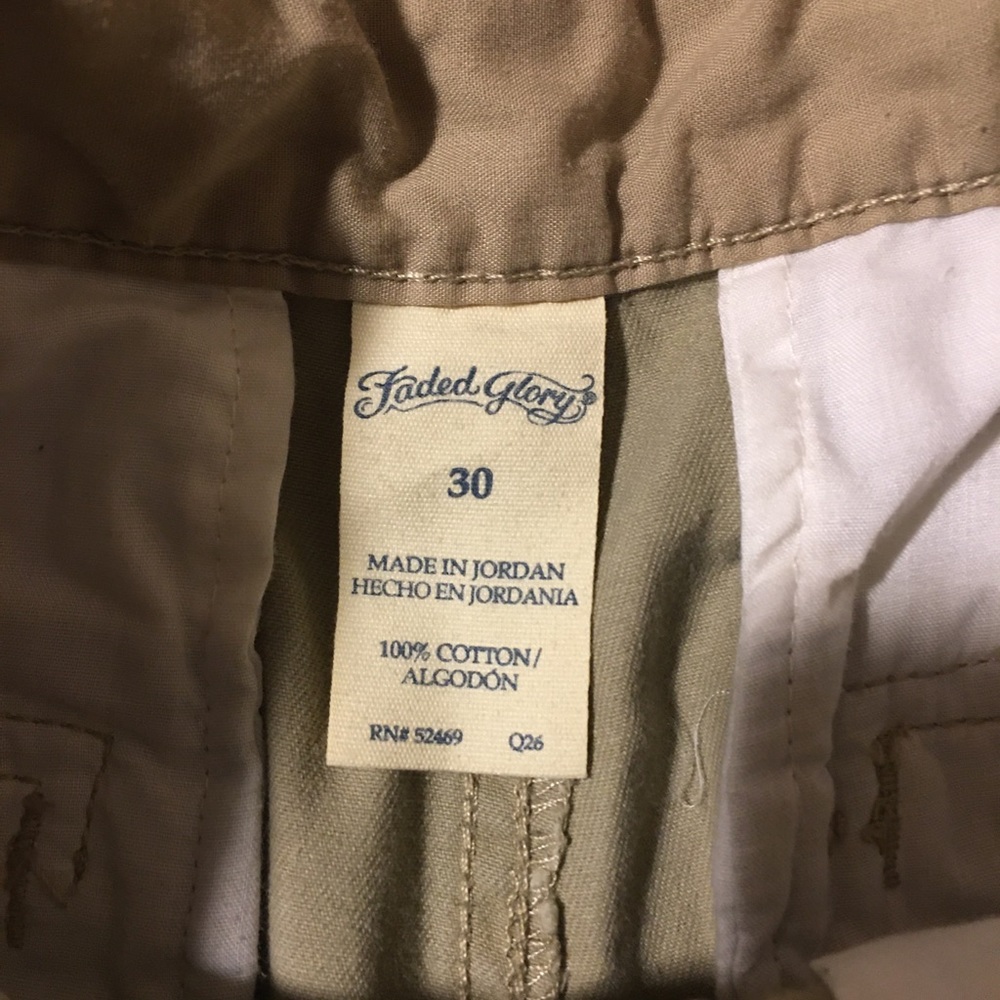 Faded Glory®
30
MADE IN JORDAN
HECHO EN JORDANIA
100% COTTON/
ALGODÓN
RN# 52469 Q26